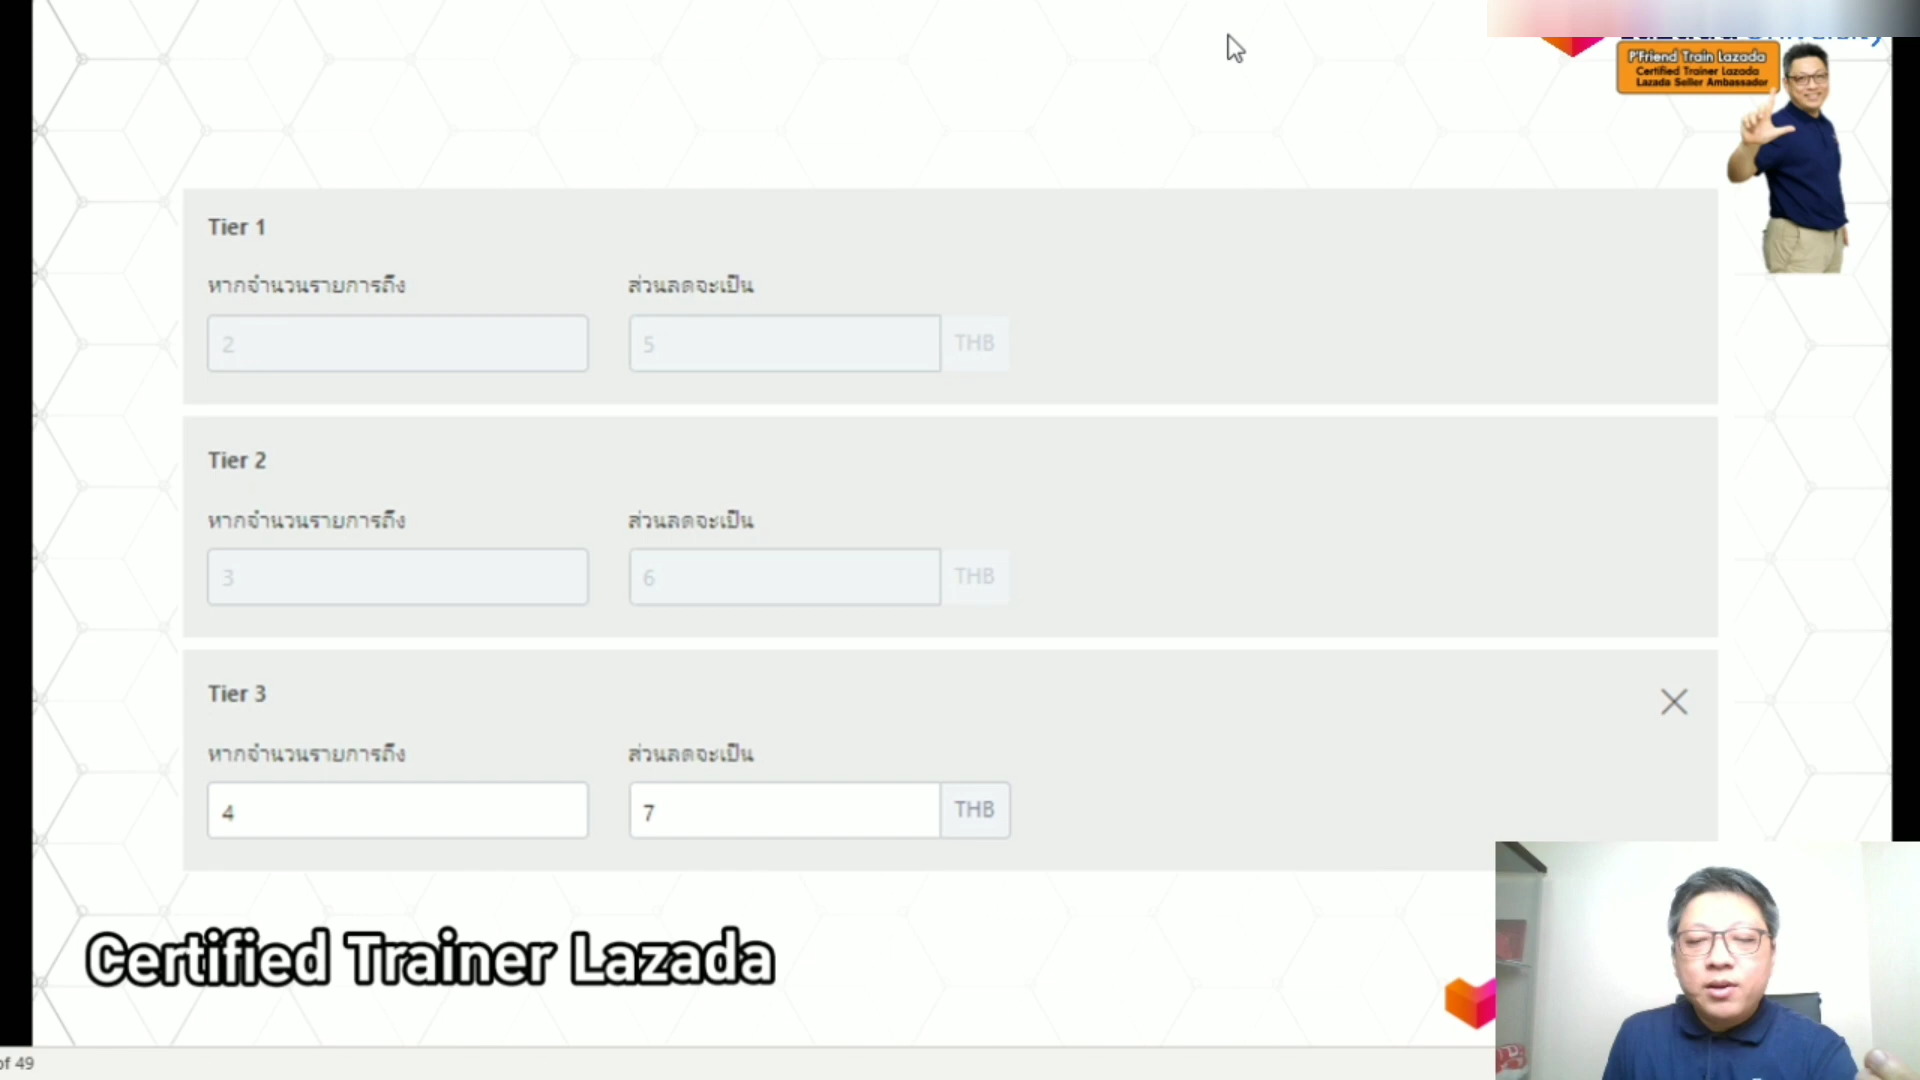 P'Friend Train Lazada
Certified Trainer Lazada
Lazada Seller Ambassador
Tier 1
หากจำนวนรายการถึง
ส่วนลดจะเป็น
2
5
THB
Tier 2
หากจำนวนรายการถึง
ส่วนลดจะเป็น
3
6
THB
Tier 3
หากจำนวนรายการถึง
ส่วนลดจะเป็น
4
7
THB
Certified Trainer Lazada
of 49